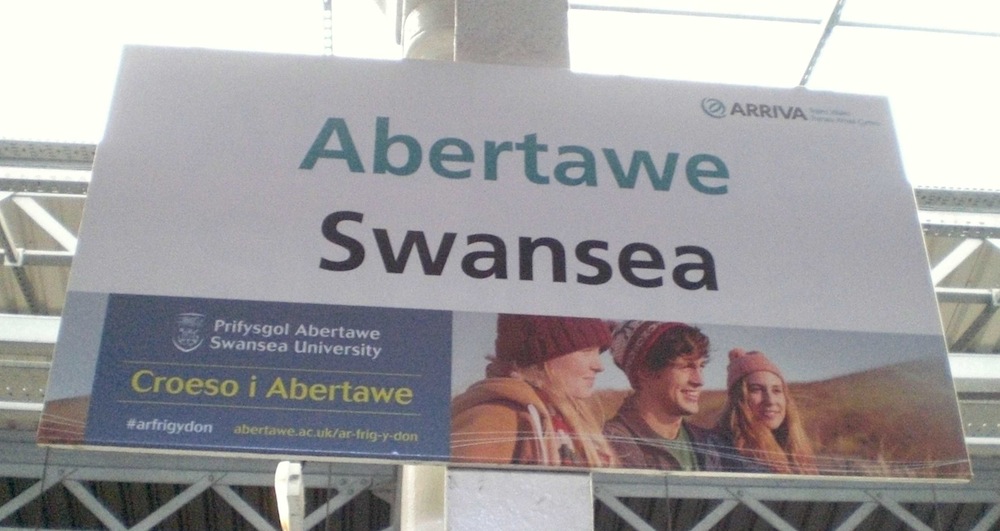 ARRIVA
Abertawe
Swansea
Prifysgol Abertawe
Swansea University
Croeso i Abertawe
#arfrigydon
abertawe.ac.uk/ar-frig-y-don